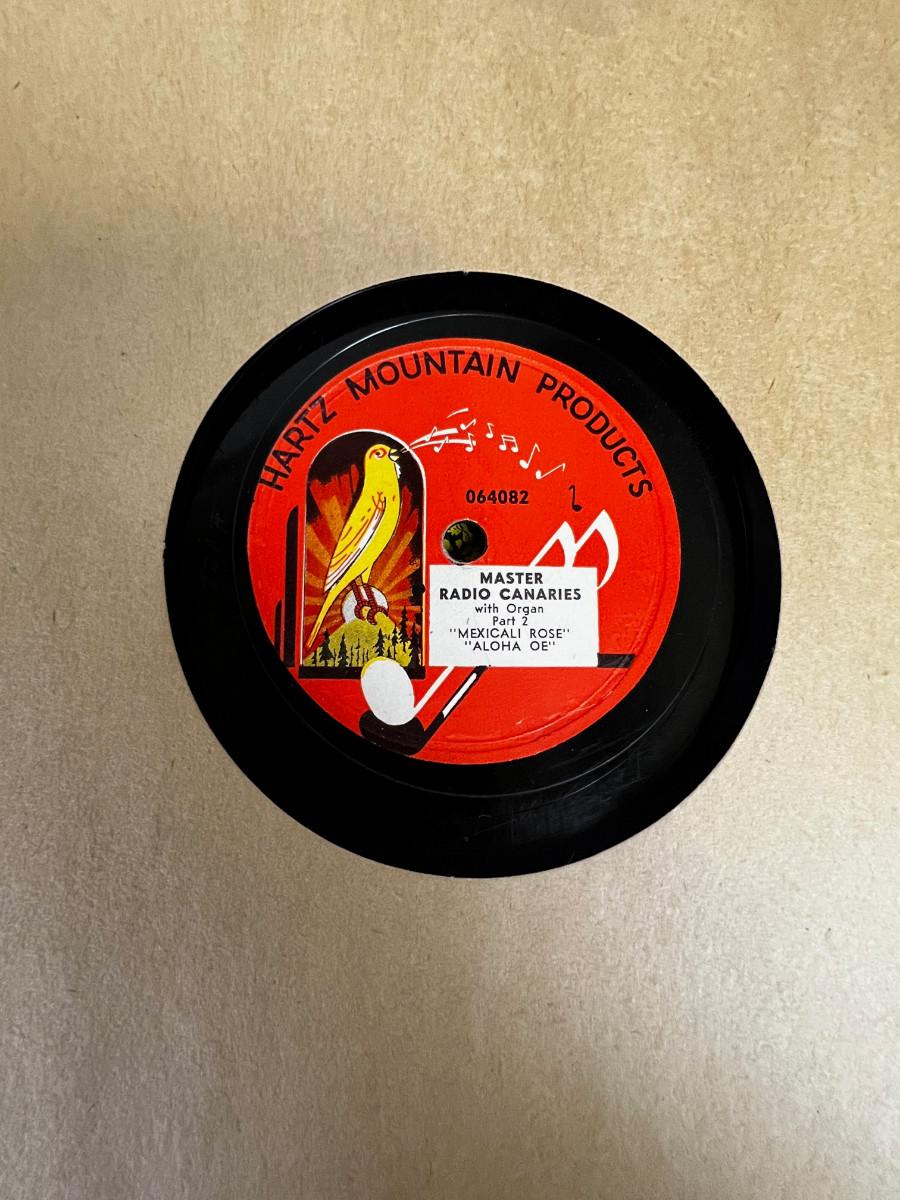 HARTZ MOUNTAIN PRODUCTS
064082
MASTER
RADIO CANARIES
with Organ
Part 2
"MEXICALI ROSE"
"ALOHA OE"